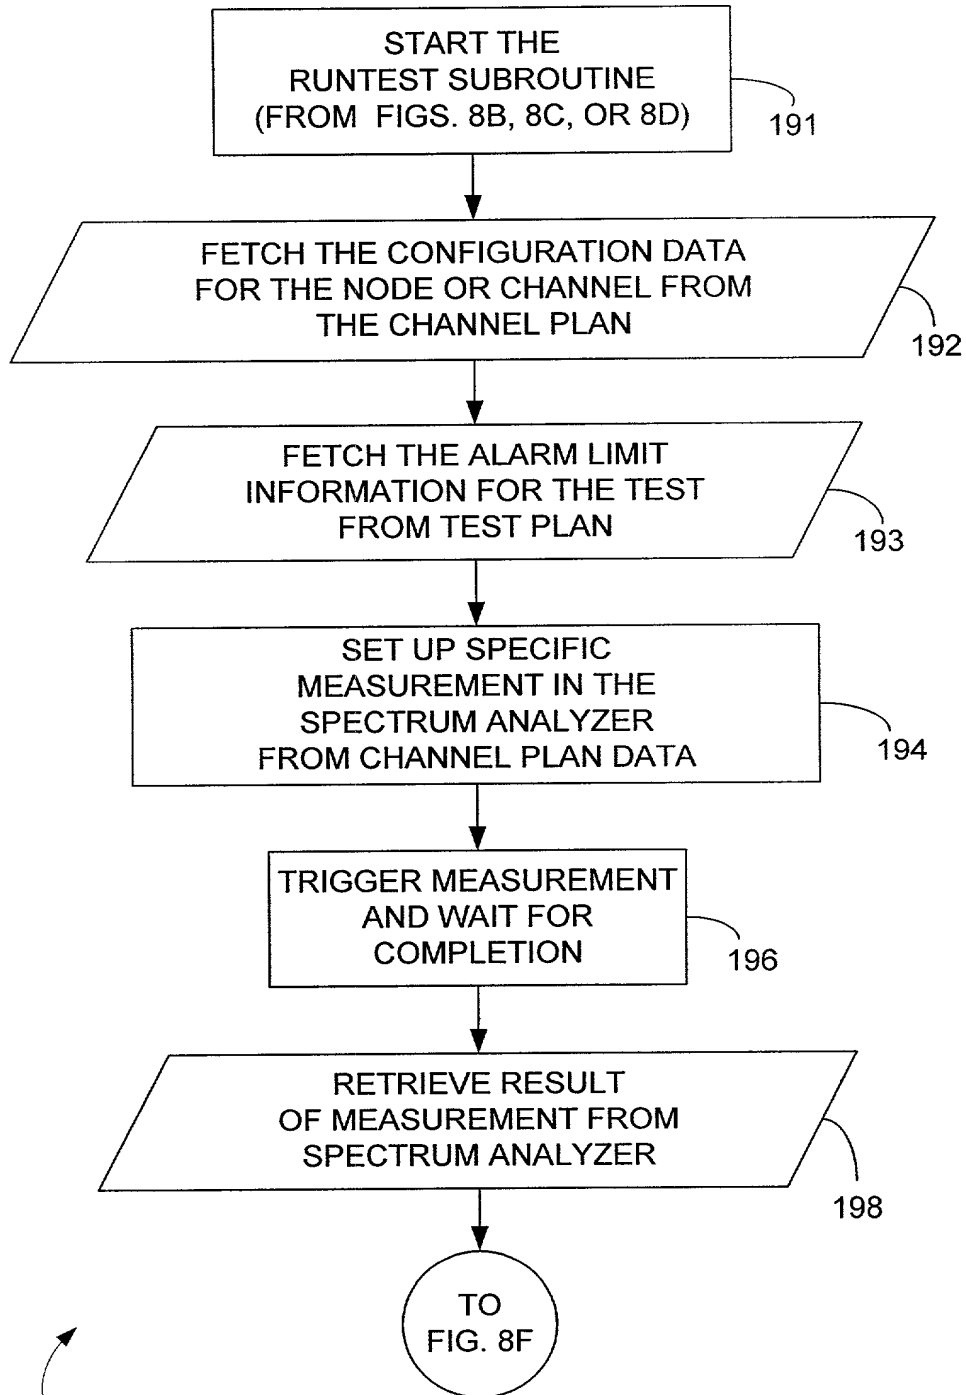 START THE
RUNTEST SUBROUTINE
(FROM FIGS. 8B, 8C, OR 8D)
191
FETCH THE CONFIGURATION DATA
FOR THE NODE OR CHANNEL FROM
THE CHANNEL PLAN
192
FETCH THE ALARM LIMIT
INFORMATION FOR THE TEST
FROM TEST PLAN
193
SET UP SPECIFIC
MEASUREMENT IN THE
SPECTRUM ANALYZER
FROM CHANNEL PLAN DATA
194
TRIGGER MEASUREMENT
AND WAIT FOR
COMPLETION
196
RETRIEVE RESULT
OF MEASUREMENT FROM
SPECTRUM ANALYZER
198
TO
FIG. 8F